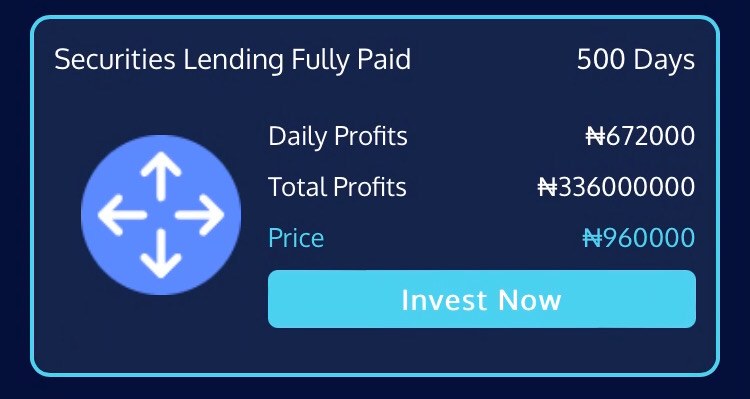 Securities Lending Fully Paid 500 Days
Daily Profits ₦672000
Total Profits ₦336000000
Price ₦960000
Invest Now